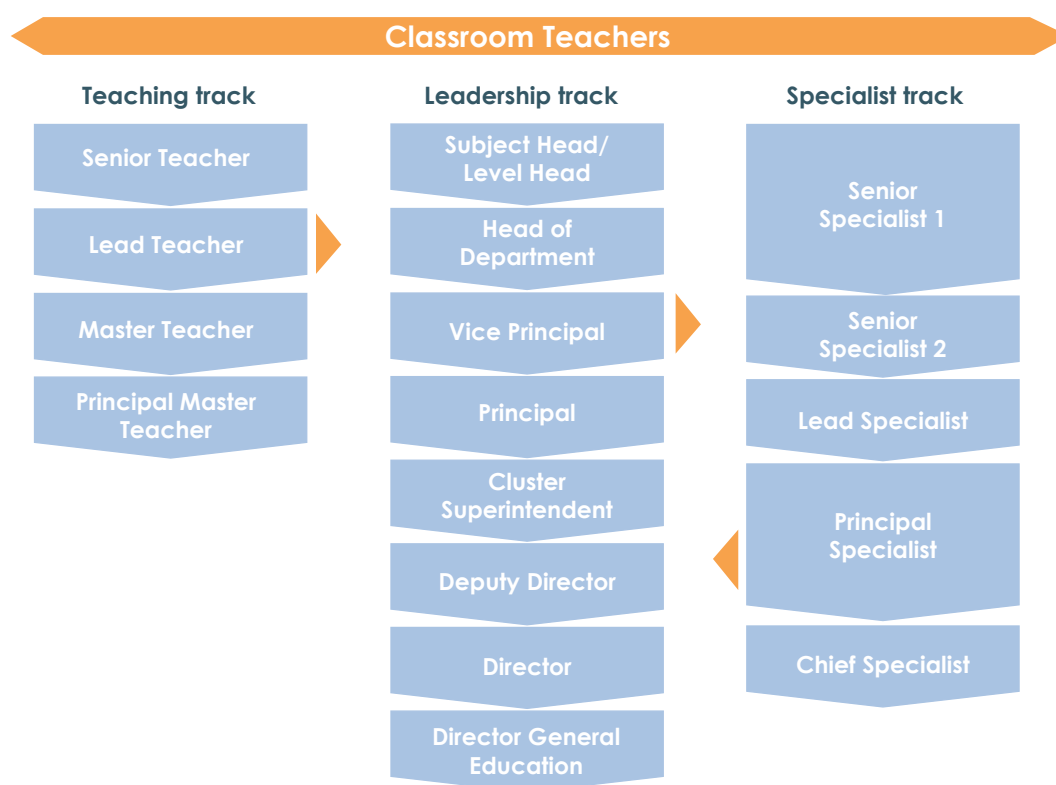 Classroom Teachers
Teaching track
Senior Teacher
Lead Teacher
Master Teacher
Principal Master
Teacher
Leadership track
Subject Head/
Level Head
Head of
Department
Vice Principal
Principal
Cluster
Superintendent
Deputy Director
Director
Director General
Education
Specialist track
Senior
Specialist 1
Senior
Specialist 2
Lead Specialist
Principal
Specialist
Chief Specialist